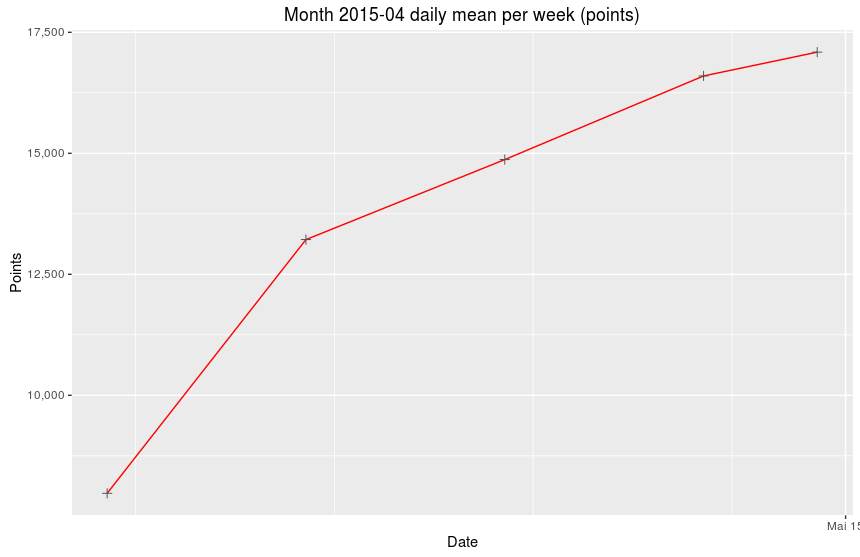 Month 2015-04 daily mean per week (points)
17,500
15,000
12,500
10,000
Points
Mai 15
Date